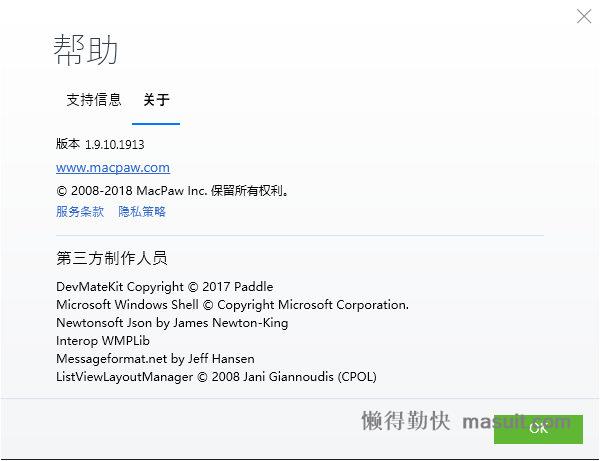 帮助
支持信息 关于
版本 1.9.10.1913
www.macpaw.com
© 2008-2018 MacPaw Inc. 保留所有权利。
服务条款 隐私策略
第三方制作人员
DevMateKit Copyright © 2017 Paddle
Microsoft Windows Shell © Copyright Microsoft Corporation.
Newtonsoft Json by James Newton-King
Interop WMPLib
Messageformat.net by Jeff Hansen
ListViewLayoutManager © 2008 Jani Giannoudis (CPOL)
懒得勤快 masuit.com
OK